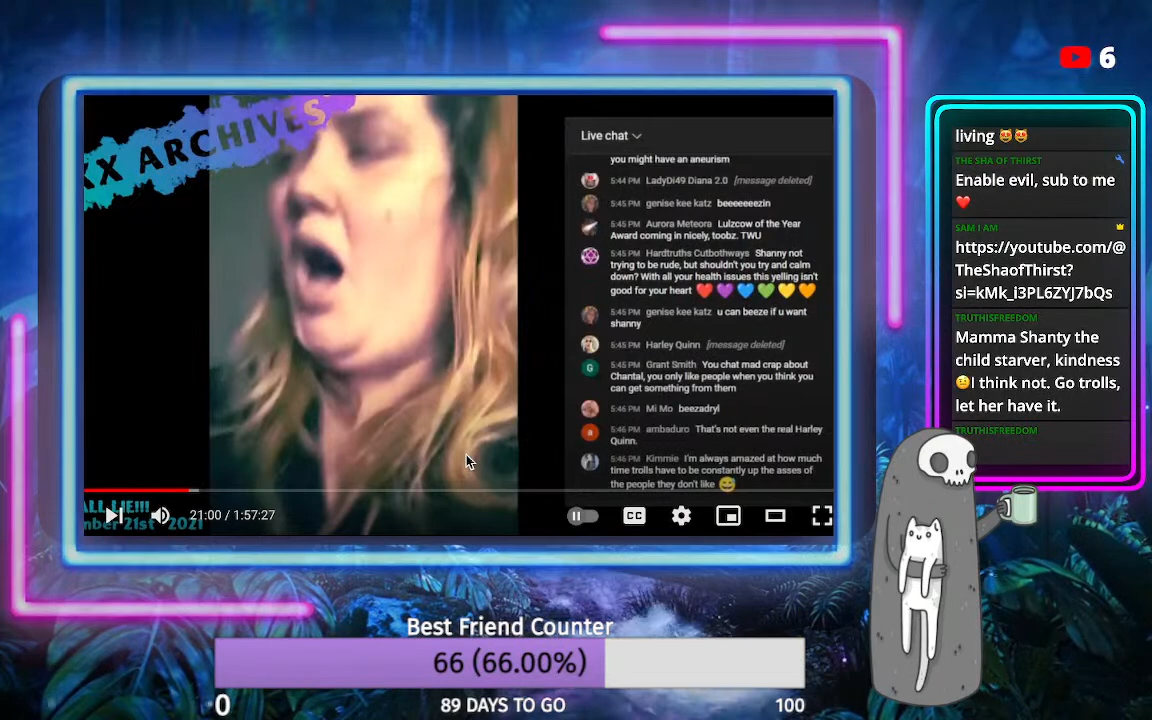 6
XX ARCHIVES
Live chat
you might have an aneurism
5:44 PM LadyDi49 Diana 2.0 [message deleted]
5:45 PM genise kee katz beeeeeeezin
5:45 PM Aurora Meteora Lulzcow of the Year
Award coming in nicely, toobz. TWU
5:45 PM Hardtruths Cutbothways Shanny not
trying to be rude, but shouldn't you try and calm
down? With all your health issues this yelling isn't
good for your heart ❤️💜💙💚💛🧡
5:45 PM genise kee katz u can beeze if u want
shanny
5:45 PM Harley Quinn [message deleted]
G 5:45 PM Grant Smith You chat mad crap about
Chantal, you only like people when you think you
can get something from them
5:46 PM Mi Mo beezadryl
a 5:46 PM ambaduro That's not even the real Harley
Quinn.
5:46 PM Kimmie I'm always amazed at how much
time trolls have to be constantly up the asses of
the people they don't like 😅
ALL LIE!!!
mber 21st 2021
21:00 / 1:57:27
CC
living 😻😻
THE SHA OF THIRST
Enable evil, sub to me
❤️
SAM I AM
https://youtube.com/@
TheShaofThirst?
si=kMk_i3PL6ZYJ7bQs
TRUTHISFREEDOM
Mamma Shanty the
child starver, kindness
🤨I think not. Go trolls,
let her have it.
TRUTHISFREEDOM
Best Friend Counter
66 (66.00%)
0
89 DAYS TO GO
100